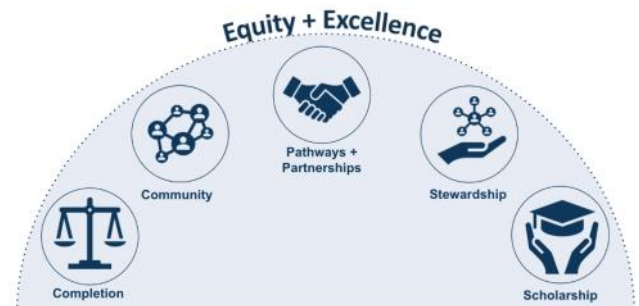 Equity + Excellence
Pathways +
Partnerships
Community
Stewardship
Completion
Scholarship